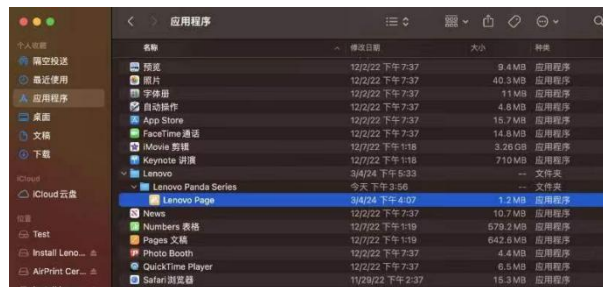 应用程序
个人收藏
隔空投送
最近使用
应用程序
桌面
文稿
下载
iCloud
iCloud云盘
位置
Test
Install Leno...
AirPrint Cer...
名称 修改日期 大小 种类
预览 12/2/22 下午7:37 9.4 MB 应用程序
照片 12/2/22 下午7:37 40.3 MB 应用程序
字体册 12/2/22 下午7:37 11 MB 应用程序
自动操作 12/2/22 下午7:37 4.8 MB 应用程序
App Store 12/2/22 下午7:37 15.7 MB 应用程序
FaceTime 通话 12/2/22 下午7:37 14.8 MB 应用程序
iMovie 剪辑 12/7/22 下午1:18 3.26 GB 应用程序
Keynote 讲演 12/7/22 下午1:18 710 MB 应用程序
Lenovo 3/4/24 下午5:33 -- 文件夹
Lenovo Panda Series 今天 下午3:56 -- 文件夹
Lenovo Page 3/4/24 下午4:07 1.2 MB 应用程序
News 12/2/22 下午7:37 10.7 MB 应用程序
Numbers 表格 12/7/22 下午1:19 579.2 MB 应用程序
Pages 文稿 12/7/22 下午1:19 642.6 MB 应用程序
Photo Booth 12/2/22 下午7:37 4.4 MB 应用程序
QuickTime Player 12/2/22 下午7:37 6.5 MB 应用程序
Safari浏览器 11/29/22 下午2:37 15.3 MB 应用程序